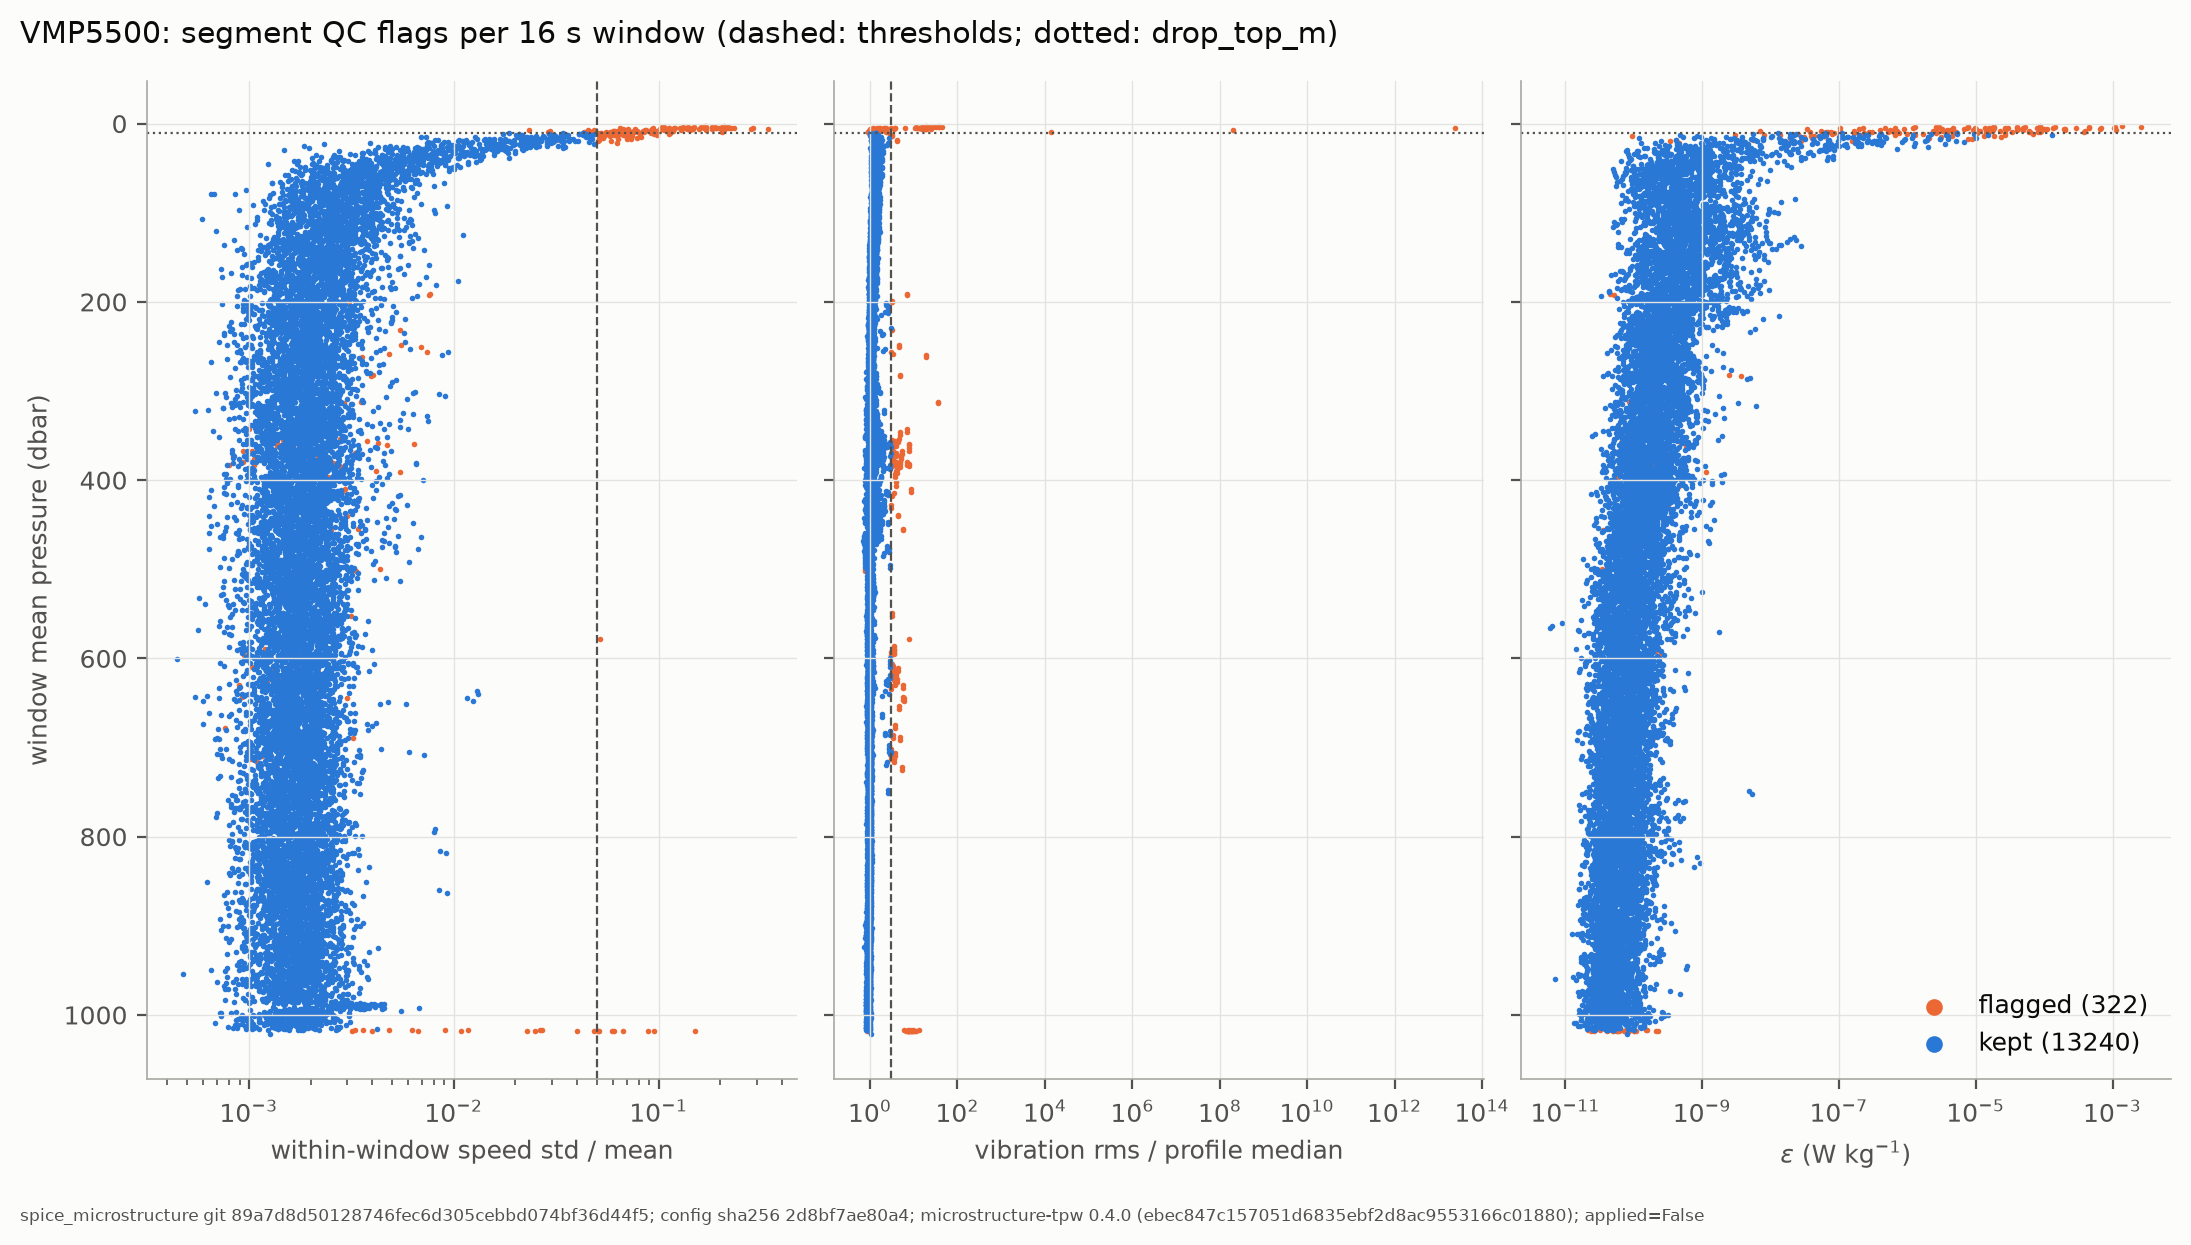 VMP5500: segment QC flags per 16 s window (dashed: thresholds; dotted: drop_top_m)
window mean pressure (dbar)
0
200
400
600
800
1000
10⁻³
10⁻²
10⁻¹
within-window speed std / mean
10⁰
10²
10⁴
10⁶
10⁸
10¹⁰
10¹²
10¹⁴
vibration rms / profile median
flagged (322)
kept (13240)
10⁻¹¹
10⁻⁹
10⁻⁷
10⁻⁵
10⁻³
ε (W kg⁻¹)
spice_microstructure git 89a7d8d50128746fec6d305cebbd074bf36d44f5; config sha256 2d8bf7ae80a4; microstructure-tpw 0.4.0 (ebec847c157051d6835ebf2d8ac9553166c01880); applied=False